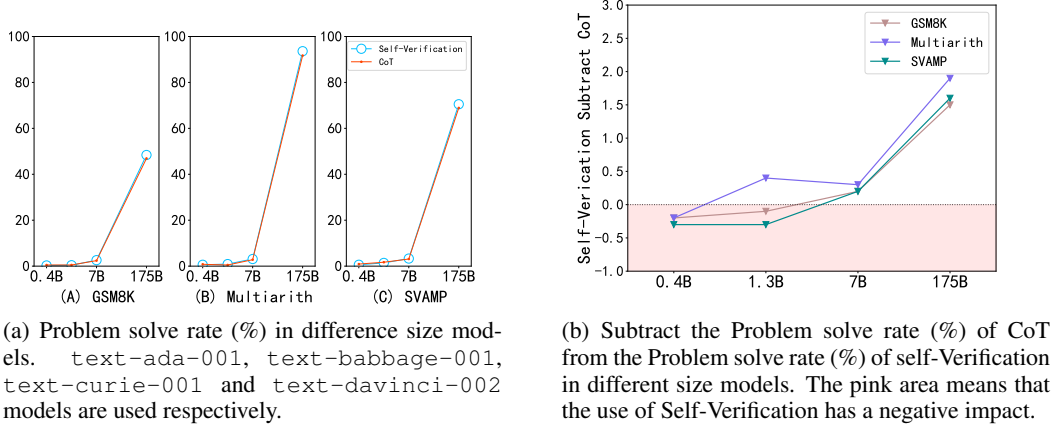 100
80
60
40
20
0
0.4B 7B 175B
(A) GSM8K
100
80
60
40
20
0
0.4B 7B 175B
(B) Multiarith
100
80
60
40
20
0
Self-Verification
CoT
0.4B 7B 175B
(C) SVAMP
(a) Problem solve rate (%) in difference size mod-
els. text-ada-001, text-babbage-001,
text-curie-001 and text-davinci-002
models are used respectively.
Self-Verication Subtract CoT
3.0
2.5
2.0
1.5
1.0
0.5
0.0
-0.5
-1.0
GSM8K
Multiarith
SVAMP
0.4B 1.3B 7B 175B
(b) Subtract the Problem solve rate (%) of CoT
from the Problem solve rate (%) of self-Verification
in different size models. The pink area means that
the use of Self-Verification has a negative impact.